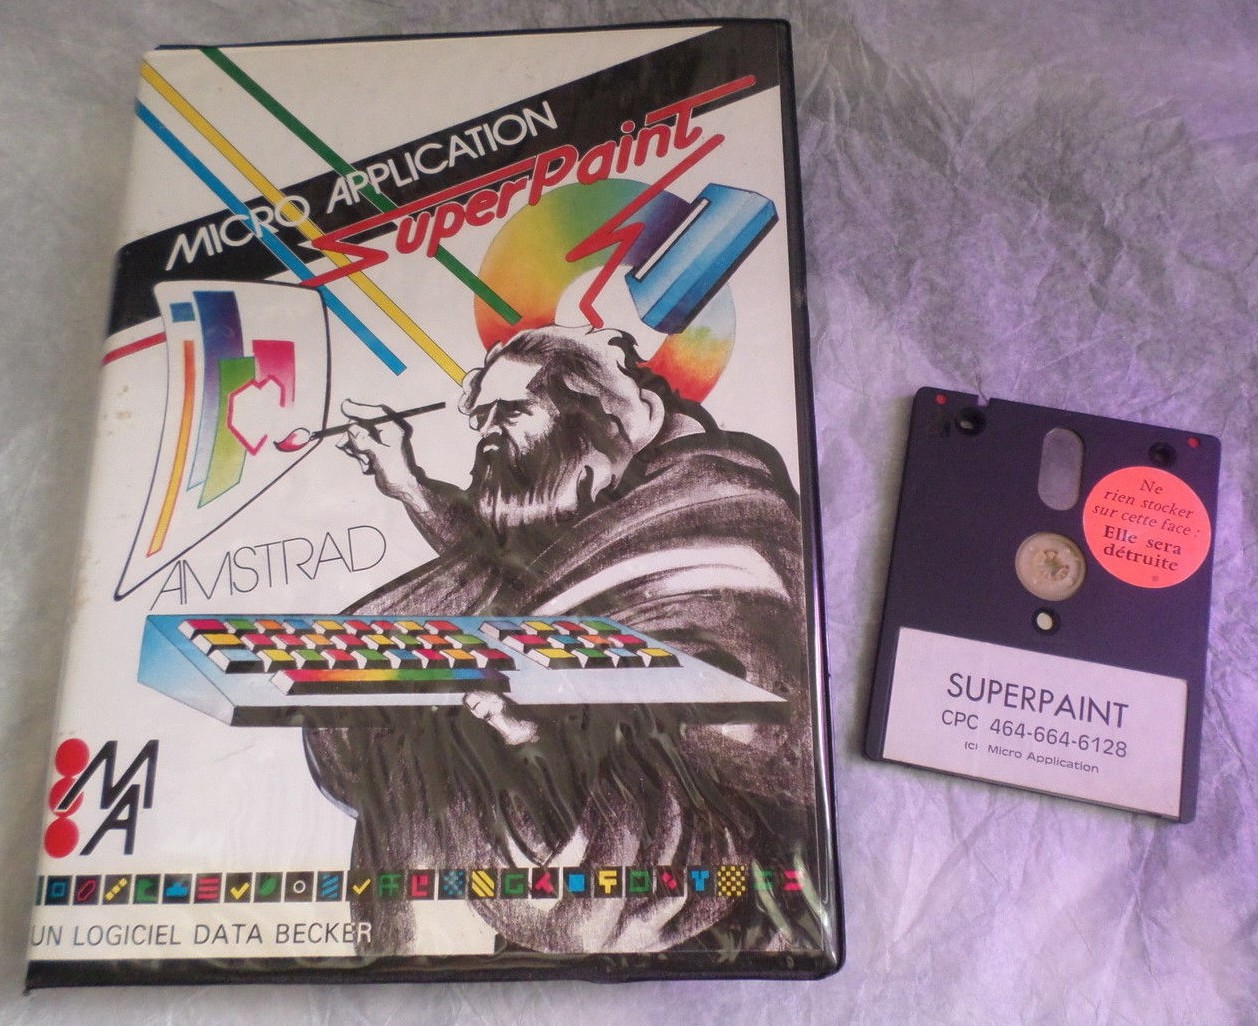 MICRO APPLICATION
SuperPaint
AMSTRAD
MA
UN LOGICIEL DATA BECKER
Ne
rien stocker
sur cette face :
Elle sera
détruite
SUPERPAINT
CPC 464-664-6128
(c) Micro Application